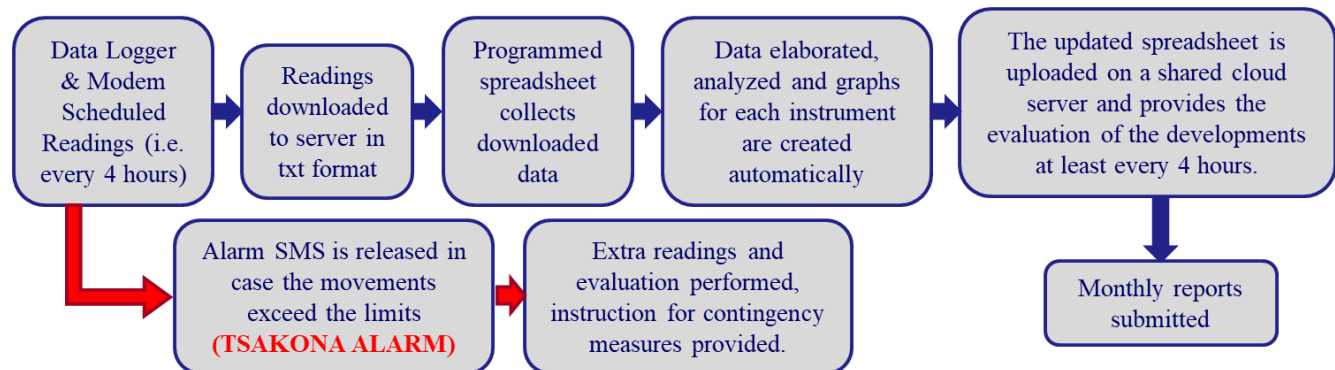 Data Logger
& Modem
Scheduled
Readings (i.e.
every 4 hours)
Readings
downloaded
to server in
txt format
Programmed
spreadsheet
collects
downloaded
data
Data elaborated,
analyzed and graphs
for each instrument
are created
automatically
The updated spreadsheet is
uploaded on a shared cloud
server and provides the
evaluation of the developments
at least every 4 hours.
Alarm SMS is released in
case the movements
exceed the limits
(TSAKONA ALARM)
Extra readings and
evaluation performed,
instruction for contingency
measures provided.
Monthly reports
submitted